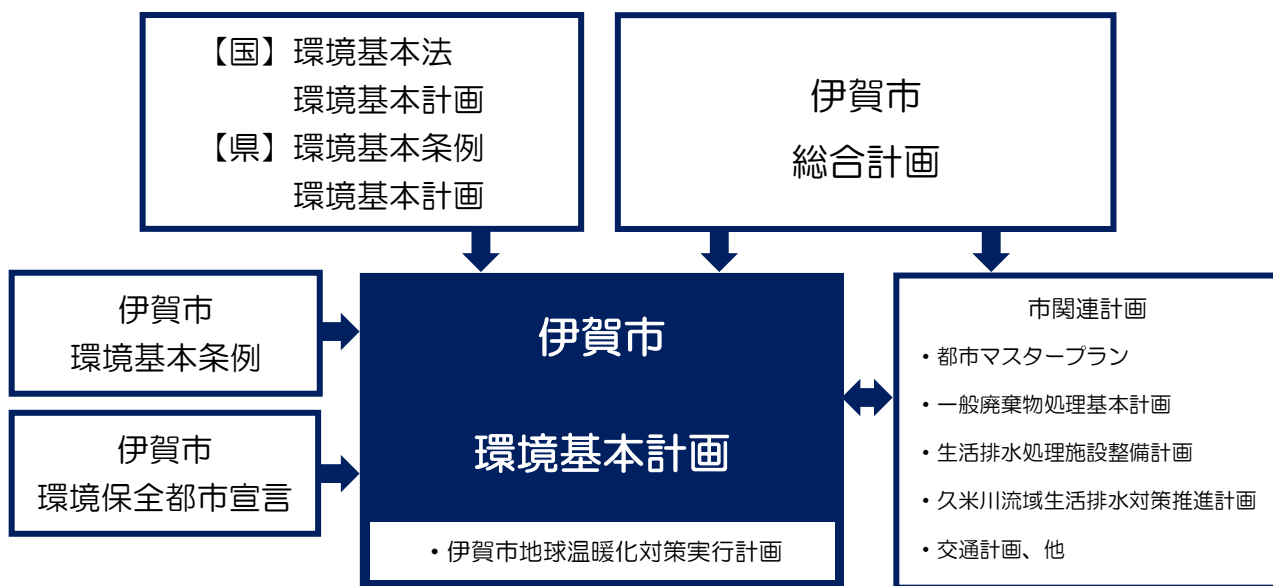 【国】環境基本法
環境基本計画
【県】環境基本条例
環境基本計画
伊賀市
総合計画
伊賀市
環境基本条例
伊賀市
環境保全都市宣言
伊賀市
環境基本計画
・伊賀市地球温暖化対策実行計画
市関連計画
・都市マスタープラン
・一般廃棄物処理基本計画
・生活排水処理施設整備計画
・久米川流域生活排水対策推進計画
・交通計画、他